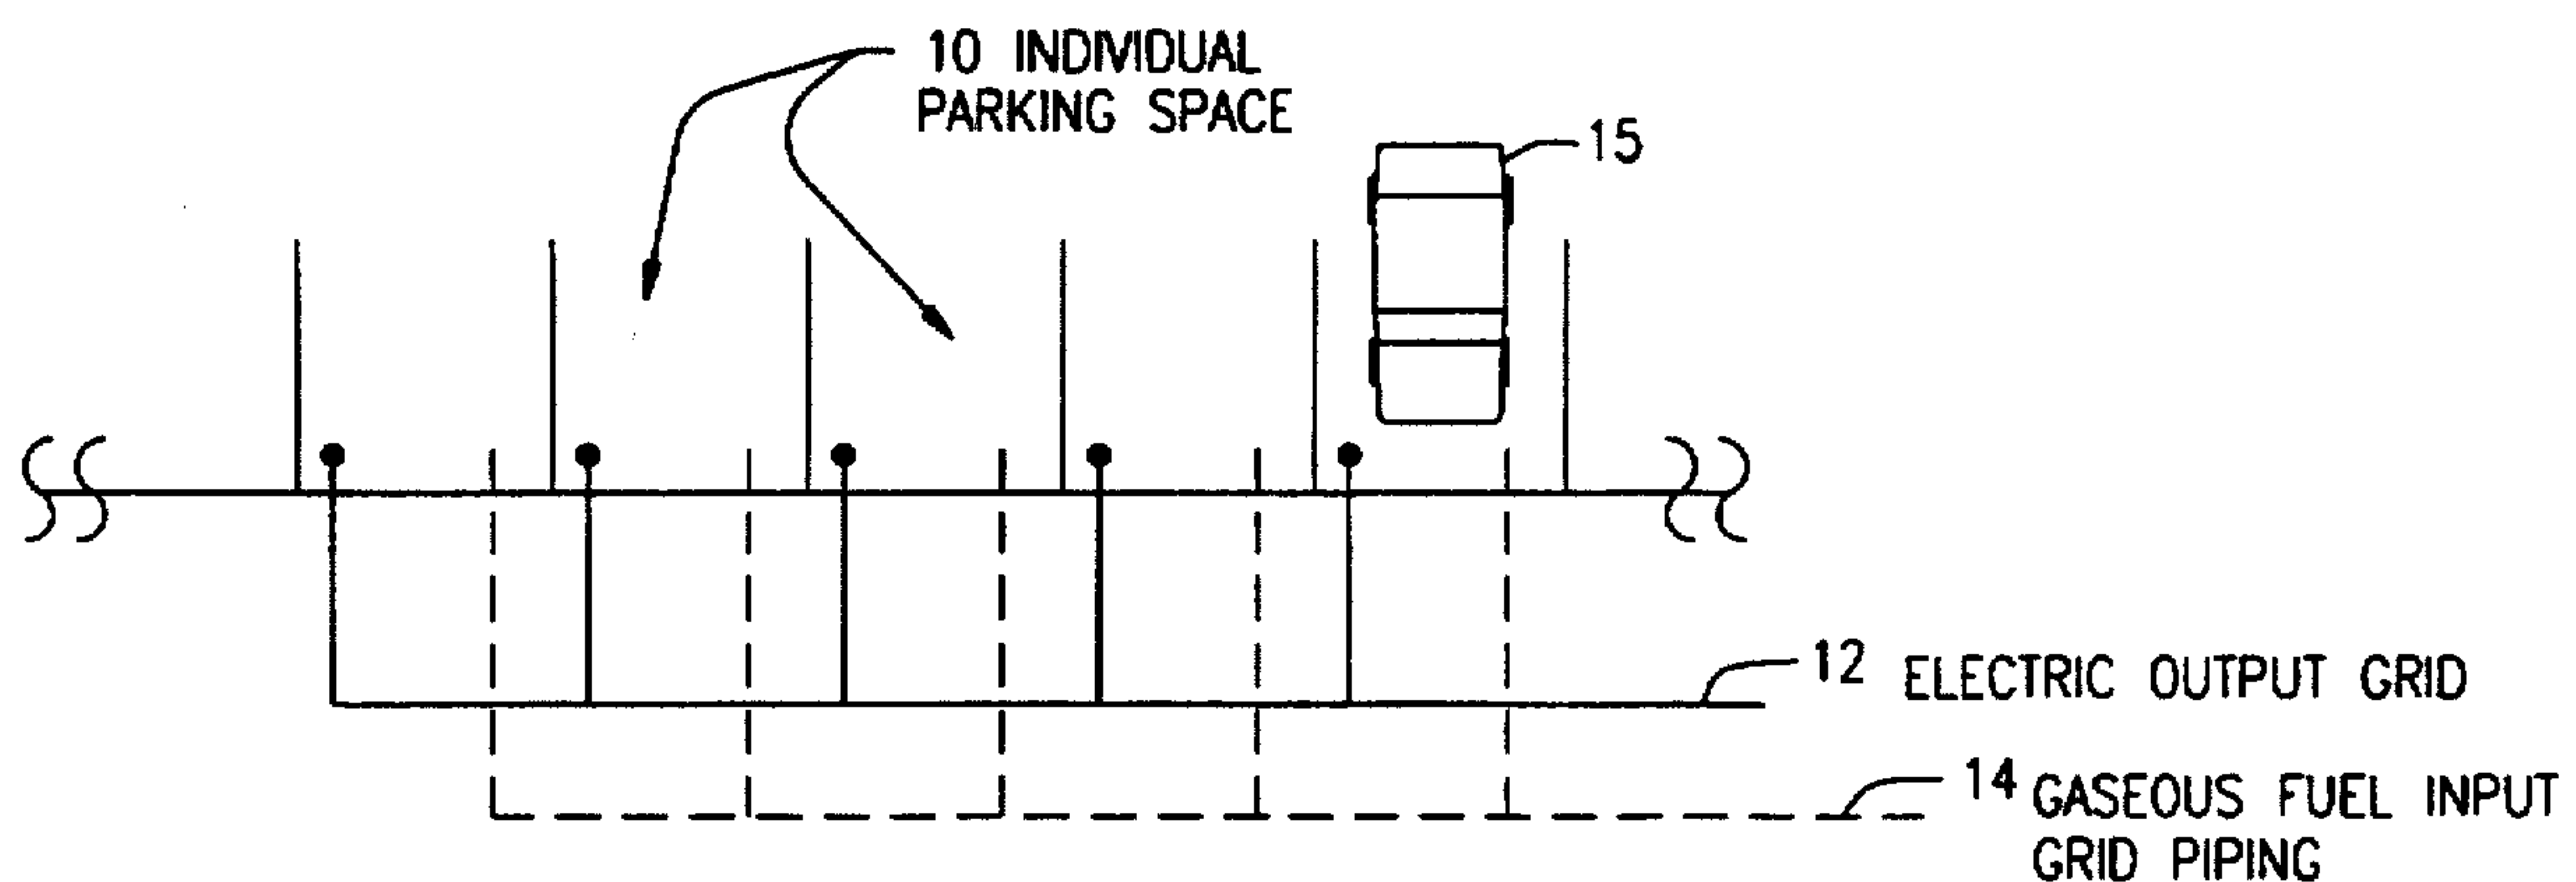 10 INDIVIDUAL
PARKING SPACE
15
12 ELECTRIC OUTPUT GRID
14 GASEOUS FUEL INPUT
GRID PIPING